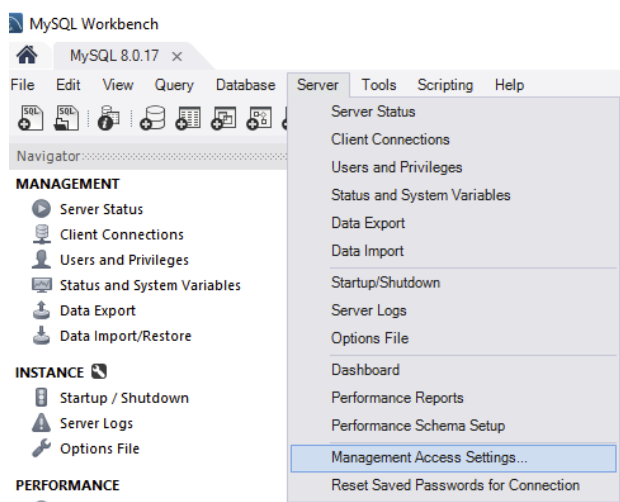 MySQL Workbench
MySQL 8.0.17 ×
File Edit View Query Database Server Tools Scripting Help
SQL SQL
Navigator
MANAGEMENT
Server Status
Client Connections
Users and Privileges
Status and System Variables
Data Export
Data Import/Restore
INSTANCE
Startup / Shutdown
Server Logs
Options File
PERFORMANCE
Server Status
Client Connections
Users and Privileges
Status and System Variables
Data Export
Data Import
Startup/Shutdown
Server Logs
Options File
Dashboard
Performance Reports
Performance Schema Setup
Management Access Settings...
Reset Saved Passwords for Connection